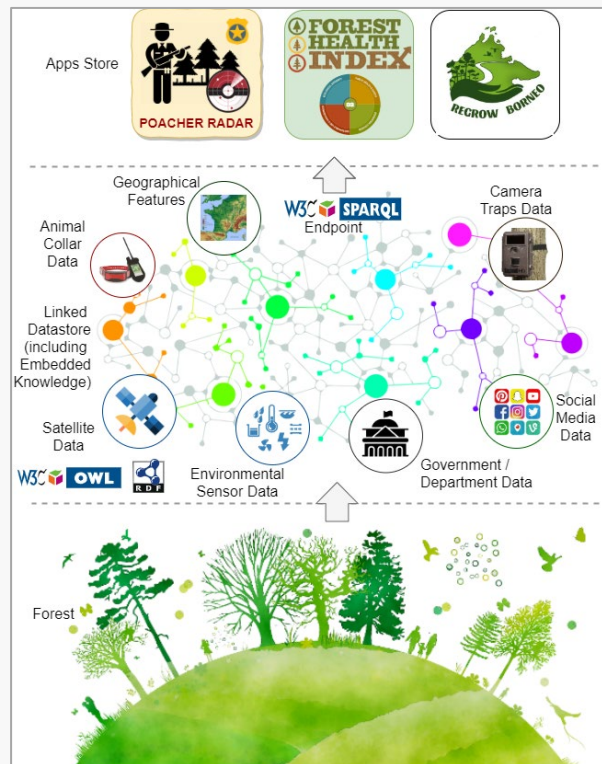 Apps Store
POACHER RADAR
FOREST
HEALTH
INDEX
REGROW BORNEO
Geographical
Features
W3C SPARQL
Endpoint
Camera
Traps Data
Animal
Collar
Data
Linked
Datastore
(including
Embedded
Knowledge)
Satellite
Data
Environmental
Sensor Data
Government /
Department Data
Social
Media
Data
W3C OWL
RDF
Forest